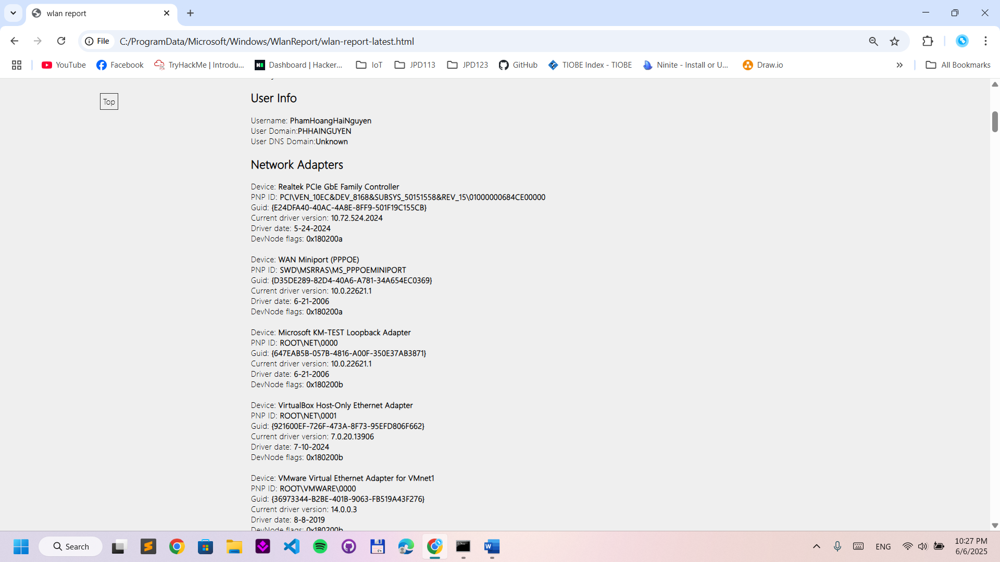 wlan report
File
C:/ProgramData/Microsoft/Windows/WlanReport/wlan-report-latest.html
YouTube
Facebook
TryHackMe | Introdu...
Dashboard | Hacker...
IoT
JPD113
JPD123
GitHub
TIOBE Index - TIOBE
Ninite - Install or U...
Draw.io
All Bookmarks
Top
User Info
Username: PhamHoangHaiNguyen
User Domain:PHHAINGUYEN
User DNS Domain:Unknown
Network Adapters
Device: Realtek PCIe GbE Family Controller
PNP ID: PCI\VEN_10EC&DEV_8168&SUBSYS_50151558&REV_15\01000000684CE00000
Guid: {E24DFA40-40AC-4A8E-8FF9-501F19C155CB}
Current driver version: 10.72.524.2024
Driver date: 5-24-2024
DevNode flags: 0x180200a
Device: WAN Miniport (PPPOE)
PNP ID: SWD\MSRRAS\MS_PPPOEMINIPORT
Guid: {D35DE289-82D4-40A6-A781-34A654EC0369}
Current driver version: 10.0.22621.1
Driver date: 6-21-2006
DevNode flags: 0x180200a
Device: Microsoft KM-TEST Loopback Adapter
PNP ID: ROOT\NET\0000
Guid: {647EAB5B-057B-4816-A00F-350E37AB3871}
Current driver version: 10.0.22621.1
Driver date: 6-21-2006
DevNode flags: 0x180200b
Device: VirtualBox Host-Only Ethernet Adapter
PNP ID: ROOT\NET\0001
Guid: {921600EF-726F-473A-8F73-95EFD806F662}
Current driver version: 7.0.20.13906
Driver date: 7-10-2024
DevNode flags: 0x180200b
Device: VMware Virtual Ethernet Adapter for VMnet1
PNP ID: ROOT\VMWARE\0000
Guid: {36973344-B2BE-401B-9063-FB519A43F276}
Current driver version: 14.0.0.3
Driver date: 8-8-2019
DevNode flags: 0x180200b
Search
ENG
10:27 PM
6/6/2025